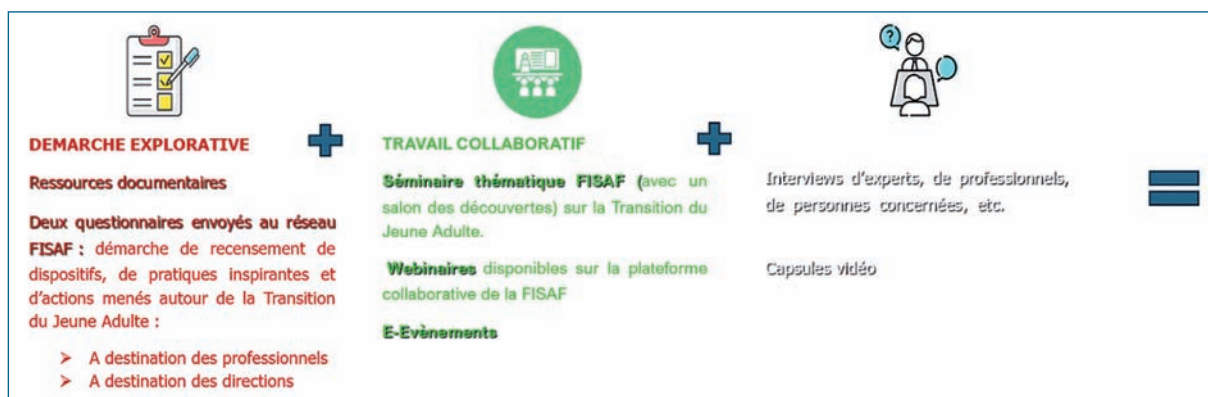 DEMARCHE EXPLORATIVE
Ressources documentaires
Deux questionnaires envoyés au réseau
FISAF : démarche de recensement de
dispositifs, de pratiques inspirantes et
d'actions menés autour de la Transition
du Jeune Adulte :
➤ A destination des professionnels
➤ A destination des directions
TRAVAIL COLLABORATIF
Séminaire thématique FISAF (avec un
salon des découvertes) sur la Transition du
Jeune Adulte.
Webinaires disponibles sur la plateforme
collaborative de la FISAF
E-Evènements
Interviews d'experts, de professionnels,
de personnes concernées, etc.
Capsules vidéo